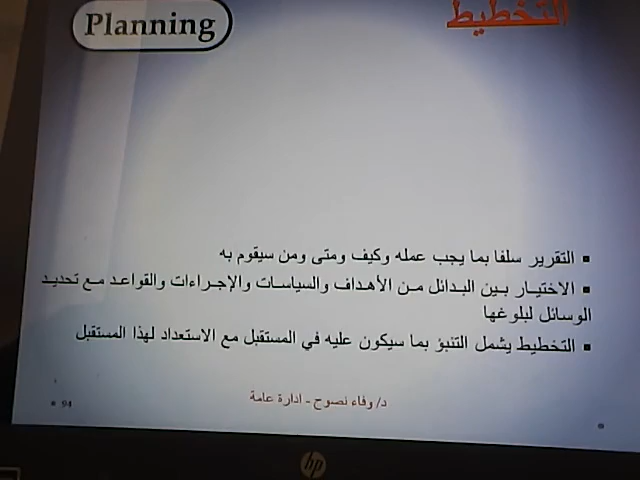 Planning
التخطيط
▪ التقرير سلفا بما يجب عمله وكيف ومتى ومن سيقوم به
▪ الاختيار بين البدائل من الأهداف والسياسات والإجراءات والقواعد مع تحديد
الوسائل لبلوغها
▪ التخطيط يشمل التنبؤ بما سيكون عليه في المستقبل مع الاستعداد لهذا المستقبل
د/ وفاء نصوح - ادارة عامة
94
hp